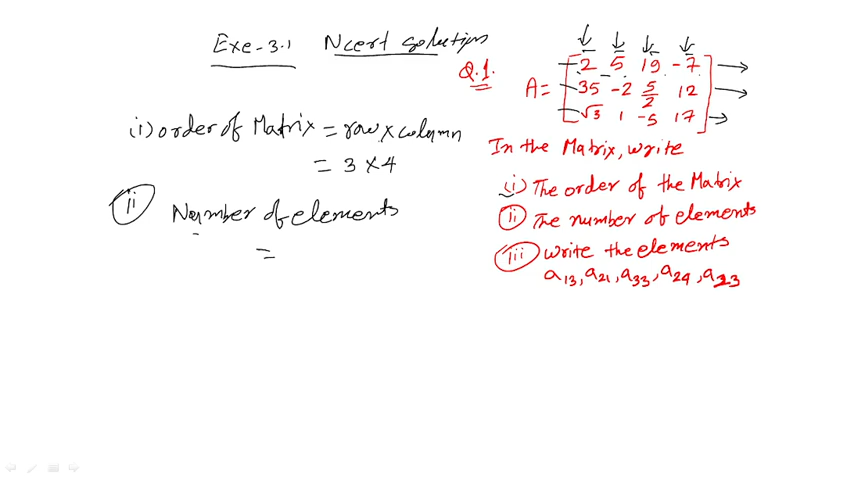 Exe-3.1 Ncert solutions
Q.1.
A = [2 5 19 -7
35 -2 5/2 12
√3 1 -5 17]
(i) order of Matrix = row x column
= 3 x 4
(ii) Number of elements
=
In the Matrix, write
(i) The order of the Matrix
(ii) The number of elements
(iii) write the elements
a13, a21, a33, a24, a23